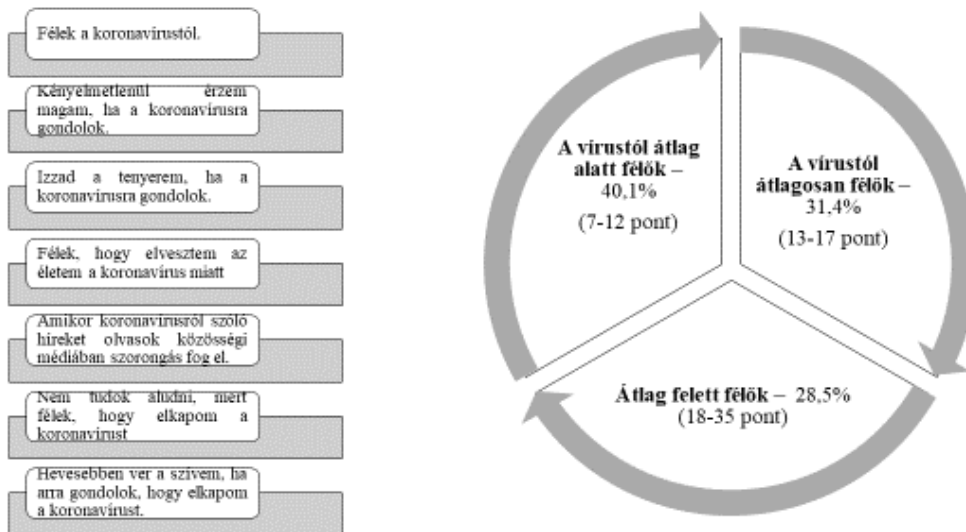 Félek a koronavírustól.
Kényelmetlenül érzem
magam, ha a koronavírusra
gondolok.
Izzad a tenyerem, ha a
koronavírusra gondolok.
Félek, hogy elvesztem az
életem a koronavírus miatt
Amikor koronavírusról szóló
híreket olvasok közösségi
médiában szorongás fog el.
Nem tudok aludni, mert
félek, hogy elkapom a
koronavírust
Hevesebben ver a szívem, ha
arra gondolok, hogy elkapom
a koronavírust.
A vírustól átlag
alatt félők –
40,1%
(7-12 pont)
A vírustól
átlagosan félők –
31,4%
(13-17 pont)
Átlag felett félők – 28,5%
(18-35 pont)